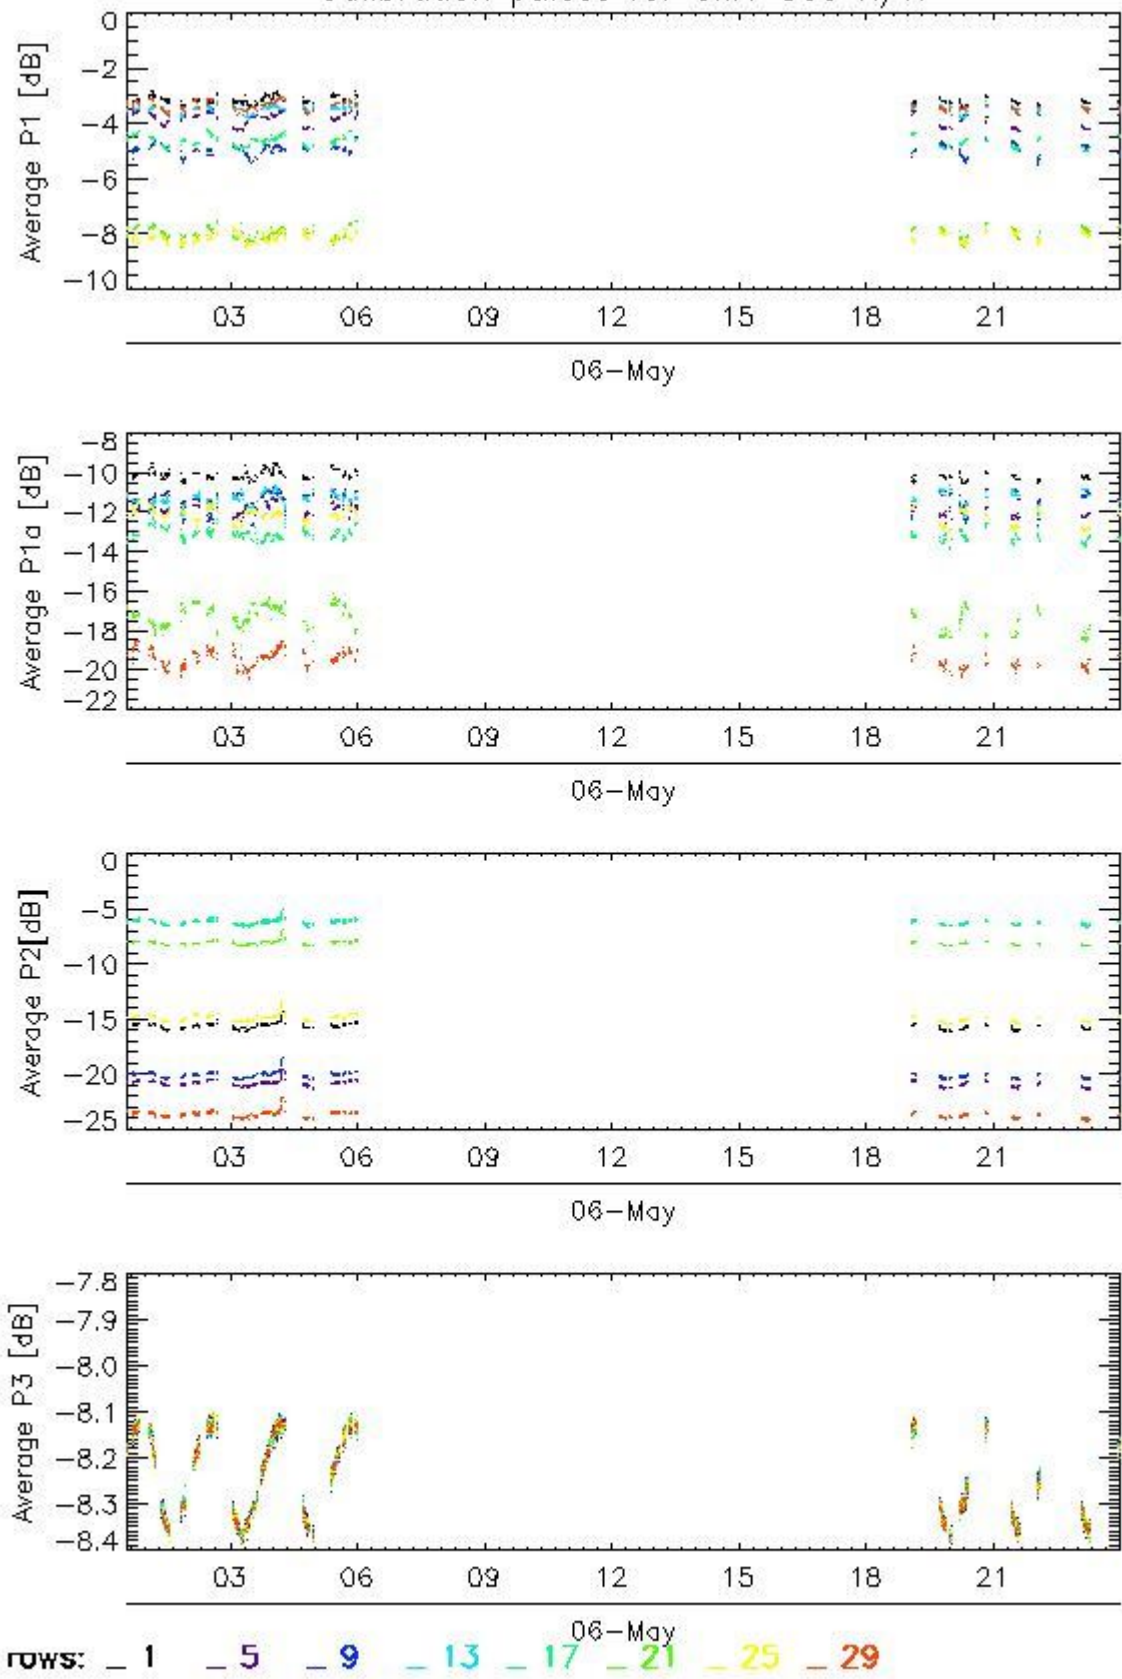 0
−2
−4
−6
−8
−10
Average P1 [dB]
03 06 09 12 15 18 21
06−May
−8
−10
−12
−14
−16
−18
−20
−22
Average P1a [dB]
03 06 09 12 15 18 21
06−May
0
−5
−10
−15
−20
−25
Average P2[dB]
03 06 09 12 15 18 21
06−May
−7.8
−7.9
−8.0
−8.1
−8.2
−8.3
−8.4
Average P3 [dB]
03 06 09 12 15 18 21
06−May
rows: _ 1 _ 5 _ 9 _ 13 _ 17 _ 21 _ 25 _ 29